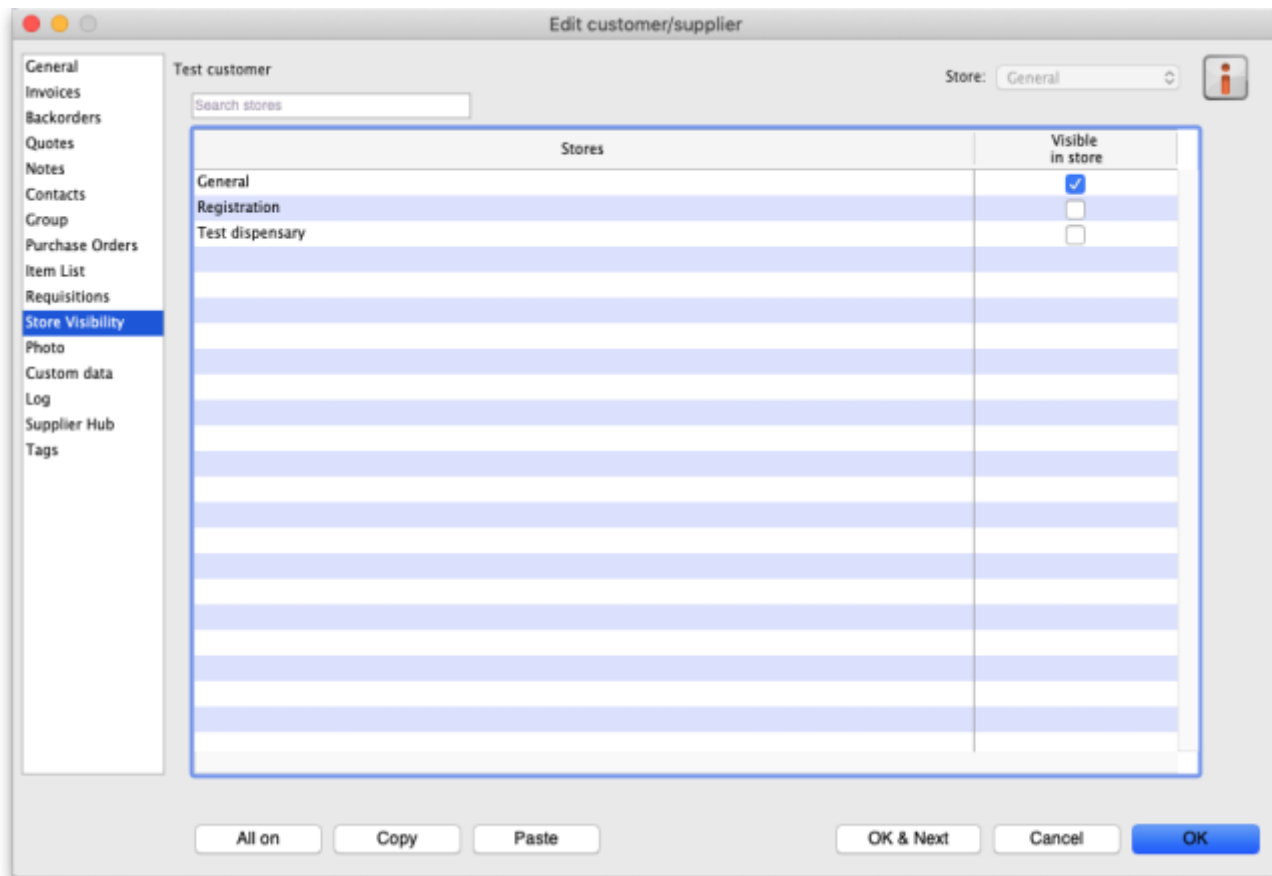 Edit customer/supplier
General
Invoices
Backorders
Quotes
Notes
Contacts
Group
Purchase Orders
Item List
Requisitions
Store Visibility
Photo
Custom data
Log
Supplier Hub
Tags
Test customer
Store: General
Search stores
Stores
Visible
in store
General
Registration
Test dispensary
All on
Copy
Paste
OK & Next
Cancel
OK